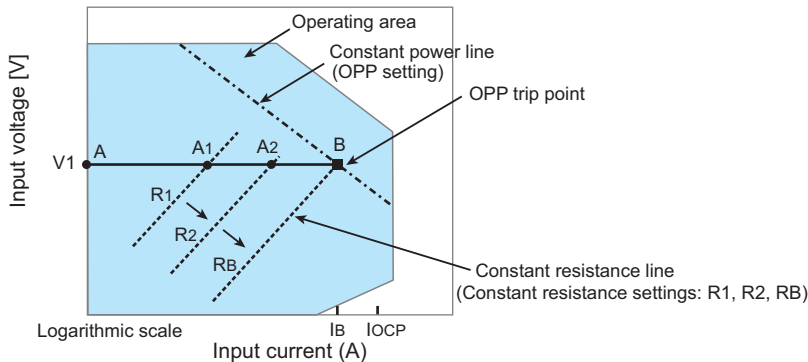 Operating area
Constant power line
(OPP setting)
OPP trip point
Input voltage [V]
V1
A
A1
A2
B
R1
R2
RB
Constant resistance line
(Constant resistance settings: R1, R2, RB)
Logarithmic scale
IB
IOCP
Input current (A)